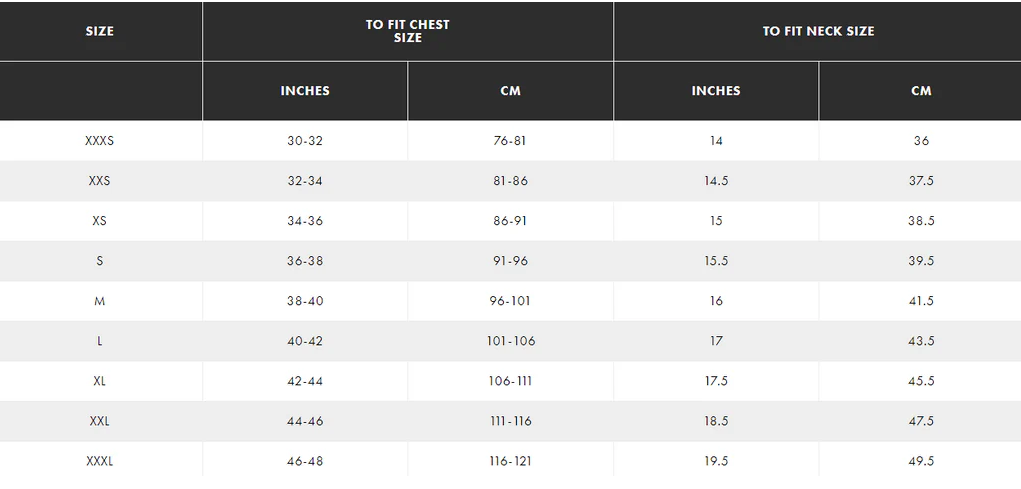 SIZE TO FIT CHEST SIZE TO FIT NECK SIZE
INCHES CM INCHES CM
XXXS 30-32 76-81 14 36
XXS 32-34 81-86 14.5 37.5
XS 34-36 86-91 15 38.5
S 36-38 91-96 15.5 39.5
M 38-40 96-101 16 41.5
L 40-42 101-106 17 43.5
XL 42-44 106-111 17.5 45.5
XXL 44-46 111-116 18.5 47.5
XXXL 46-48 116-121 19.5 49.5